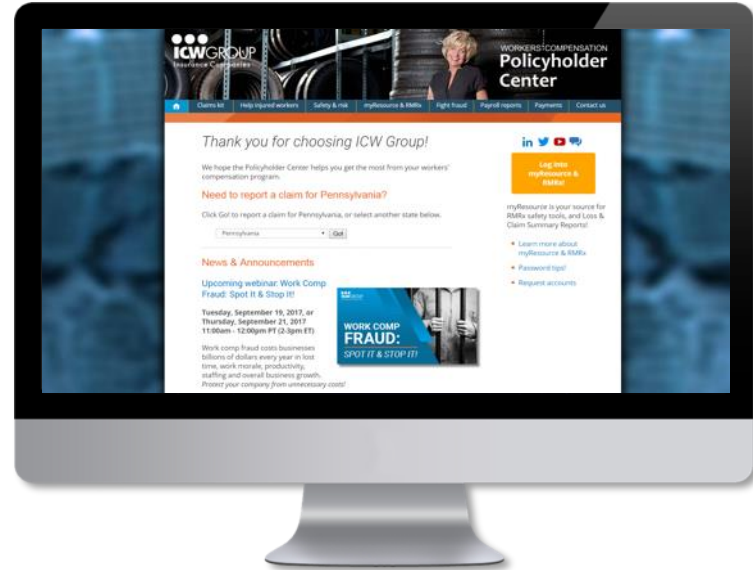 ICWGROUP
Insurance Companies
WORKERS' COMPENSATION
Policyholder
Center
Claims kit Help injured workers Safety & risk myResource & RMRx Fight fraud Payroll reports Payments Contact us
Thank you for choosing ICW Group!
We hope the Policyholder Center helps you get the most from your workers'
compensation program.
Need to report a claim for Pennsylvania?
Click Go! to report a claim for Pennsylvania, or select another state below.
Pennsylvania Go!
News & Announcements
Upcoming webinar: Work Comp
Fraud: Spot It & Stop It!
Tuesday, September 19, 2017, or
Thursday, September 21, 2017
11:00am - 12:00pm PT (2-3pm ET)
Work comp fraud costs businesses
billions of dollars every year in lost
time, work morale, productivity,
staffing and overall business growth.
Protect your company from unnecessary costs!
ICWGROUP
WORK COMP
FRAUD:
SPOT IT & STOP IT!
in
Log into
myResource &
RMRx!
myResource is your source for
RMRx safety tools, and Loss &
Claim Summary Reports!
Learn more about
myResource & RMRx
Password tips!
Request accounts